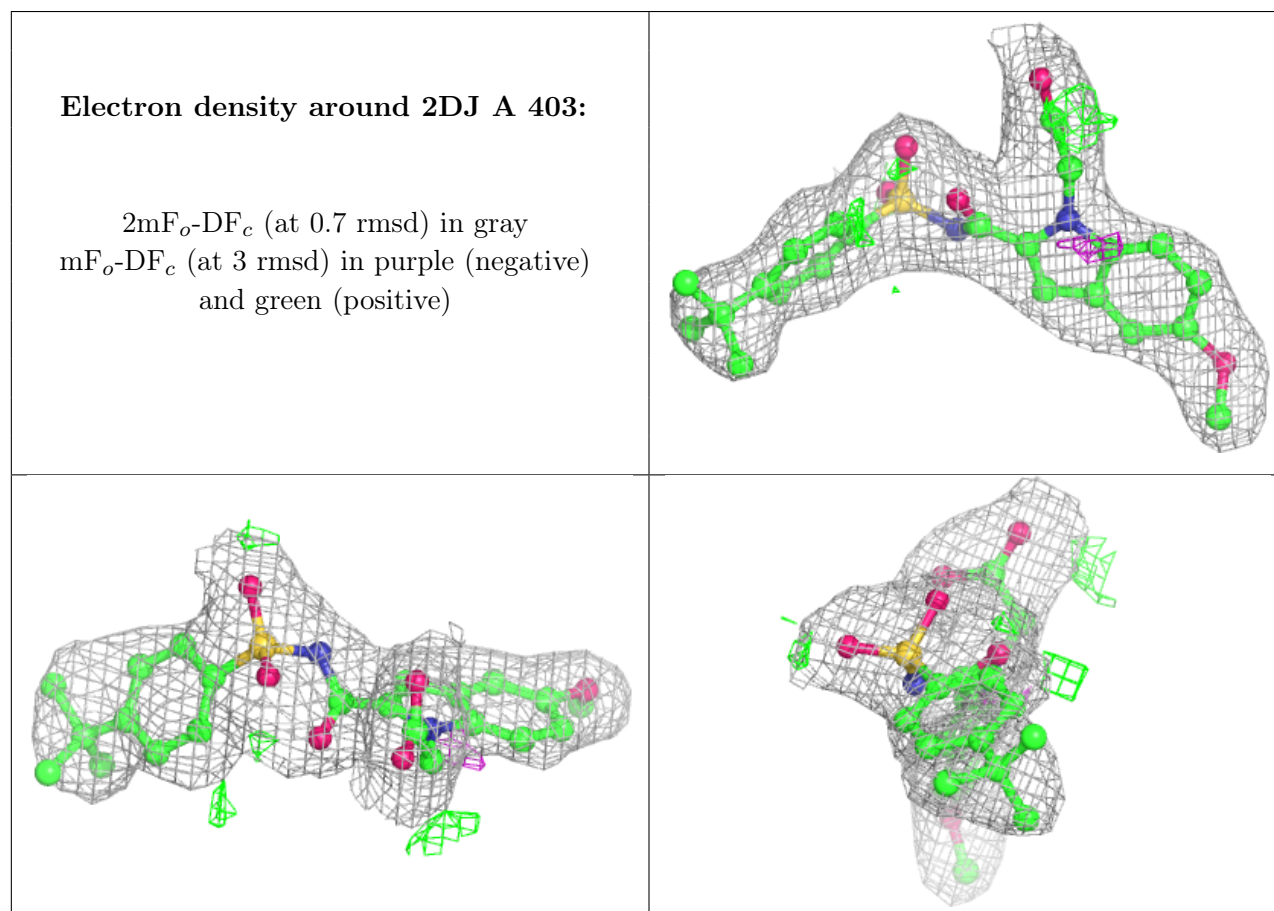 Electron density around 2DJ A 403:
2mFo-DFc (at 0.7 rmsd) in gray
mFo-DFc (at 3 rmsd) in purple (negative)
and green (positive)